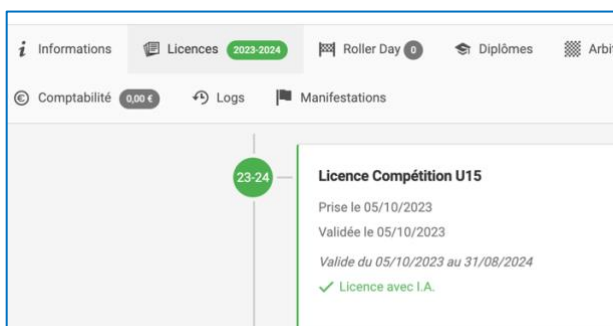 Informations Licences 2023-2024 Roller Day 0 Diplômes
Comptabilité 0,00 € Logs Manifestations
23-24
Licence Compétition U15
Prise le 05/10/2023
Validée le 05/10/2023
Valide du 05/10/2023 au 31/08/2024
Licence avec I.A.